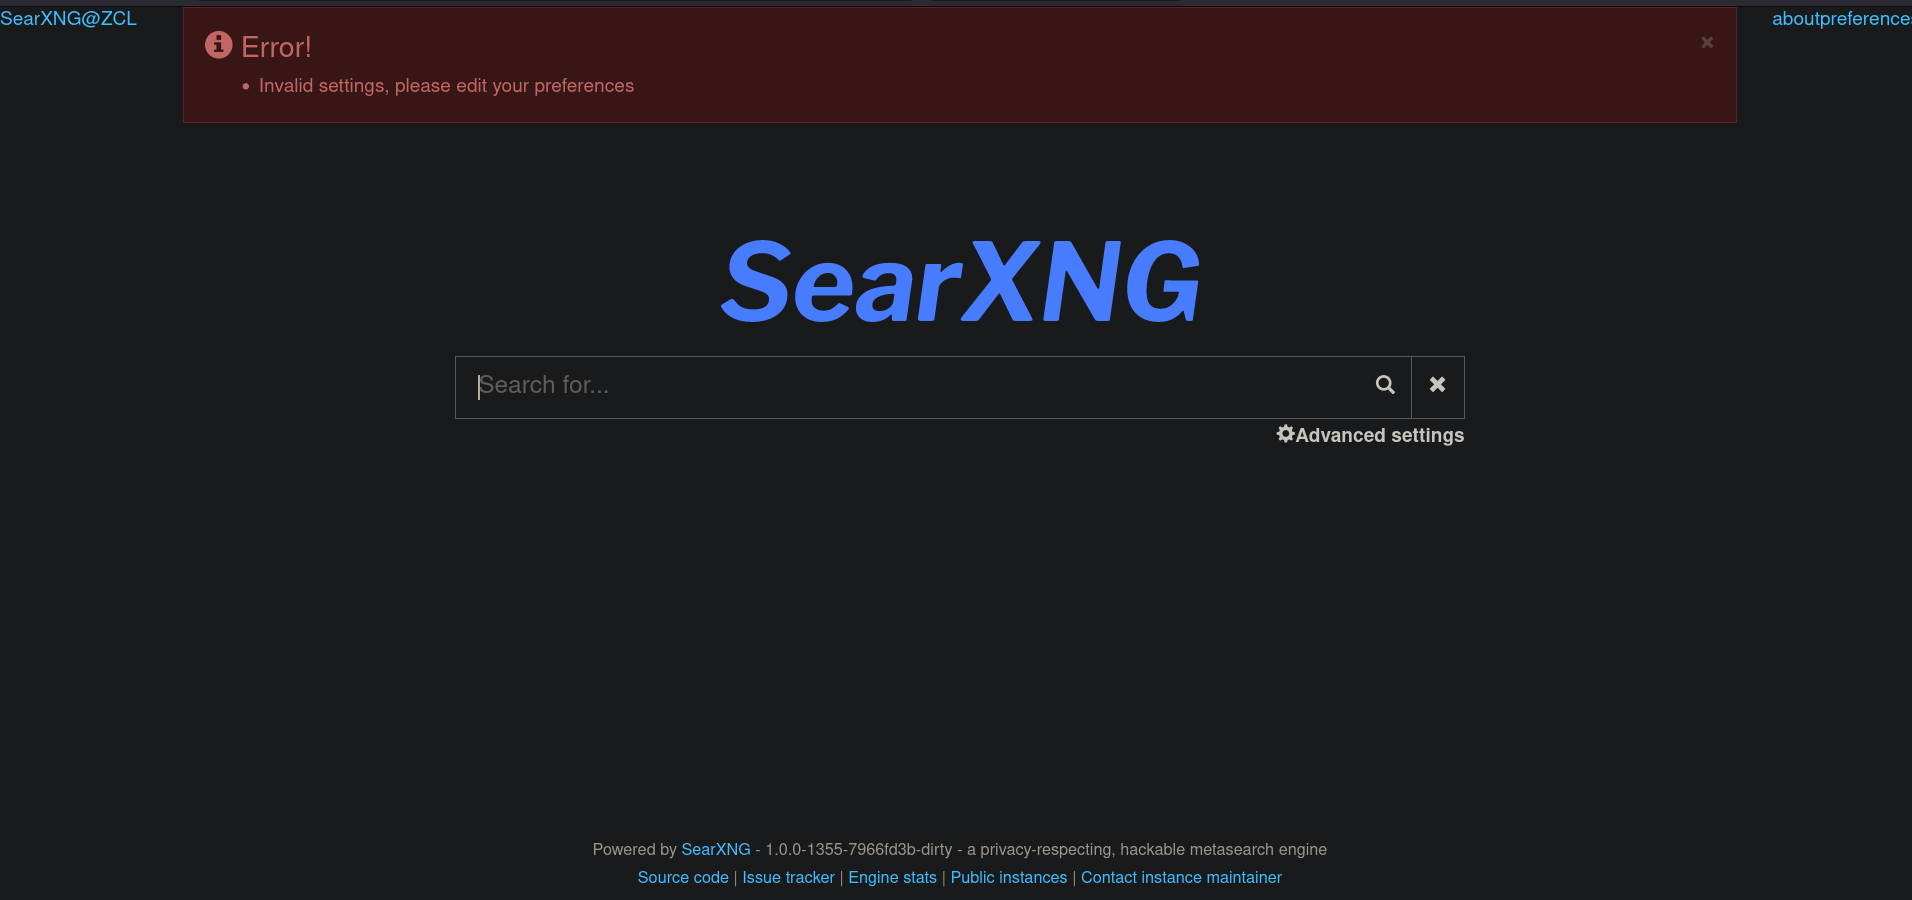 SearXNG@ZCL
aboutpreferences
Error!
Invalid settings, please edit your preferences
SearXNG
Search for...
Advanced settings
Powered by SearXNG - 1.0.0-1355-7966fd3b-dirty - a privacy-respecting, hackable metasearch engine
Source code | Issue tracker | Engine stats | Public instances | Contact instance maintainer